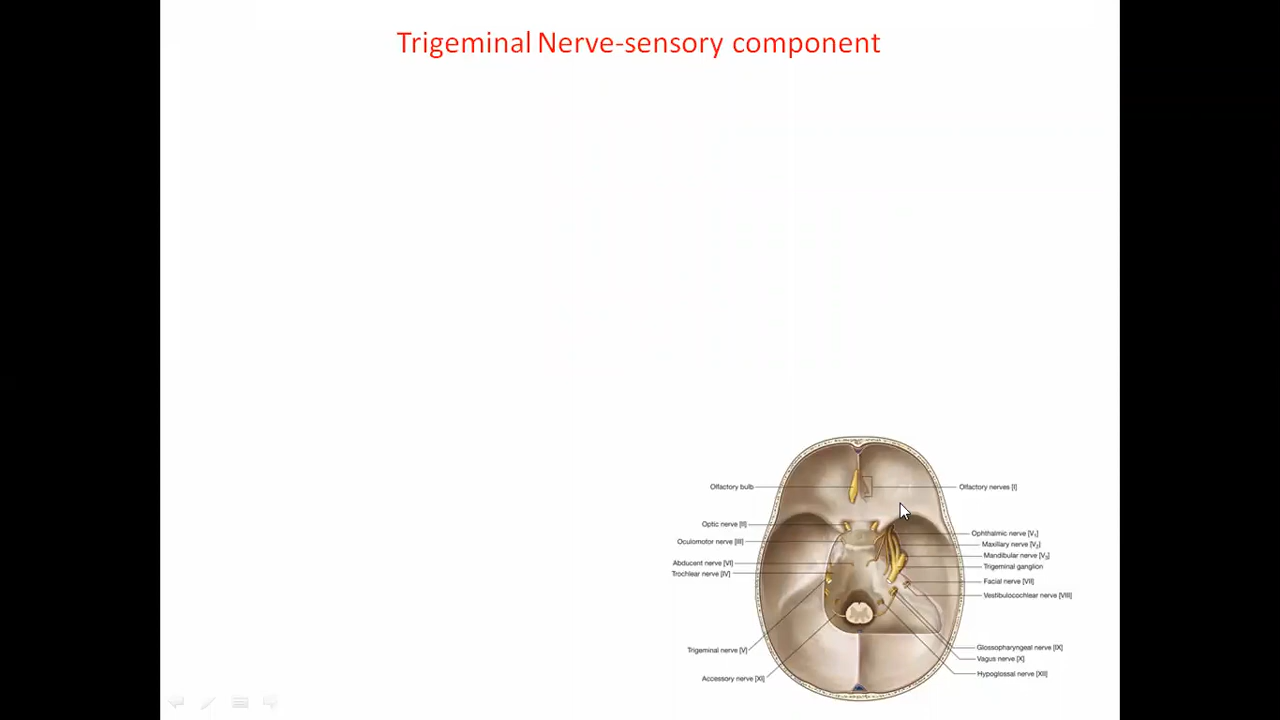 Trigeminal Nerve-sensory component
Olfactory bulb
Olfactory nerves [I]
Optic nerve [II]
Oculomotor nerve [III]
Abducent nerve [VI]
Trochlear nerve [IV]
Ophthalmic nerve [V1]
Maxillary nerve [V2]
Mandibular nerve [V3]
Trigeminal ganglion
Facial nerve [VII]
Vestibulocochlear nerve [VIII]
Trigeminal nerve [V]
Accessory nerve [XI]
Glossopharyngeal nerve [IX]
Vagus nerve [X]
Hypoglossal nerve [XII]